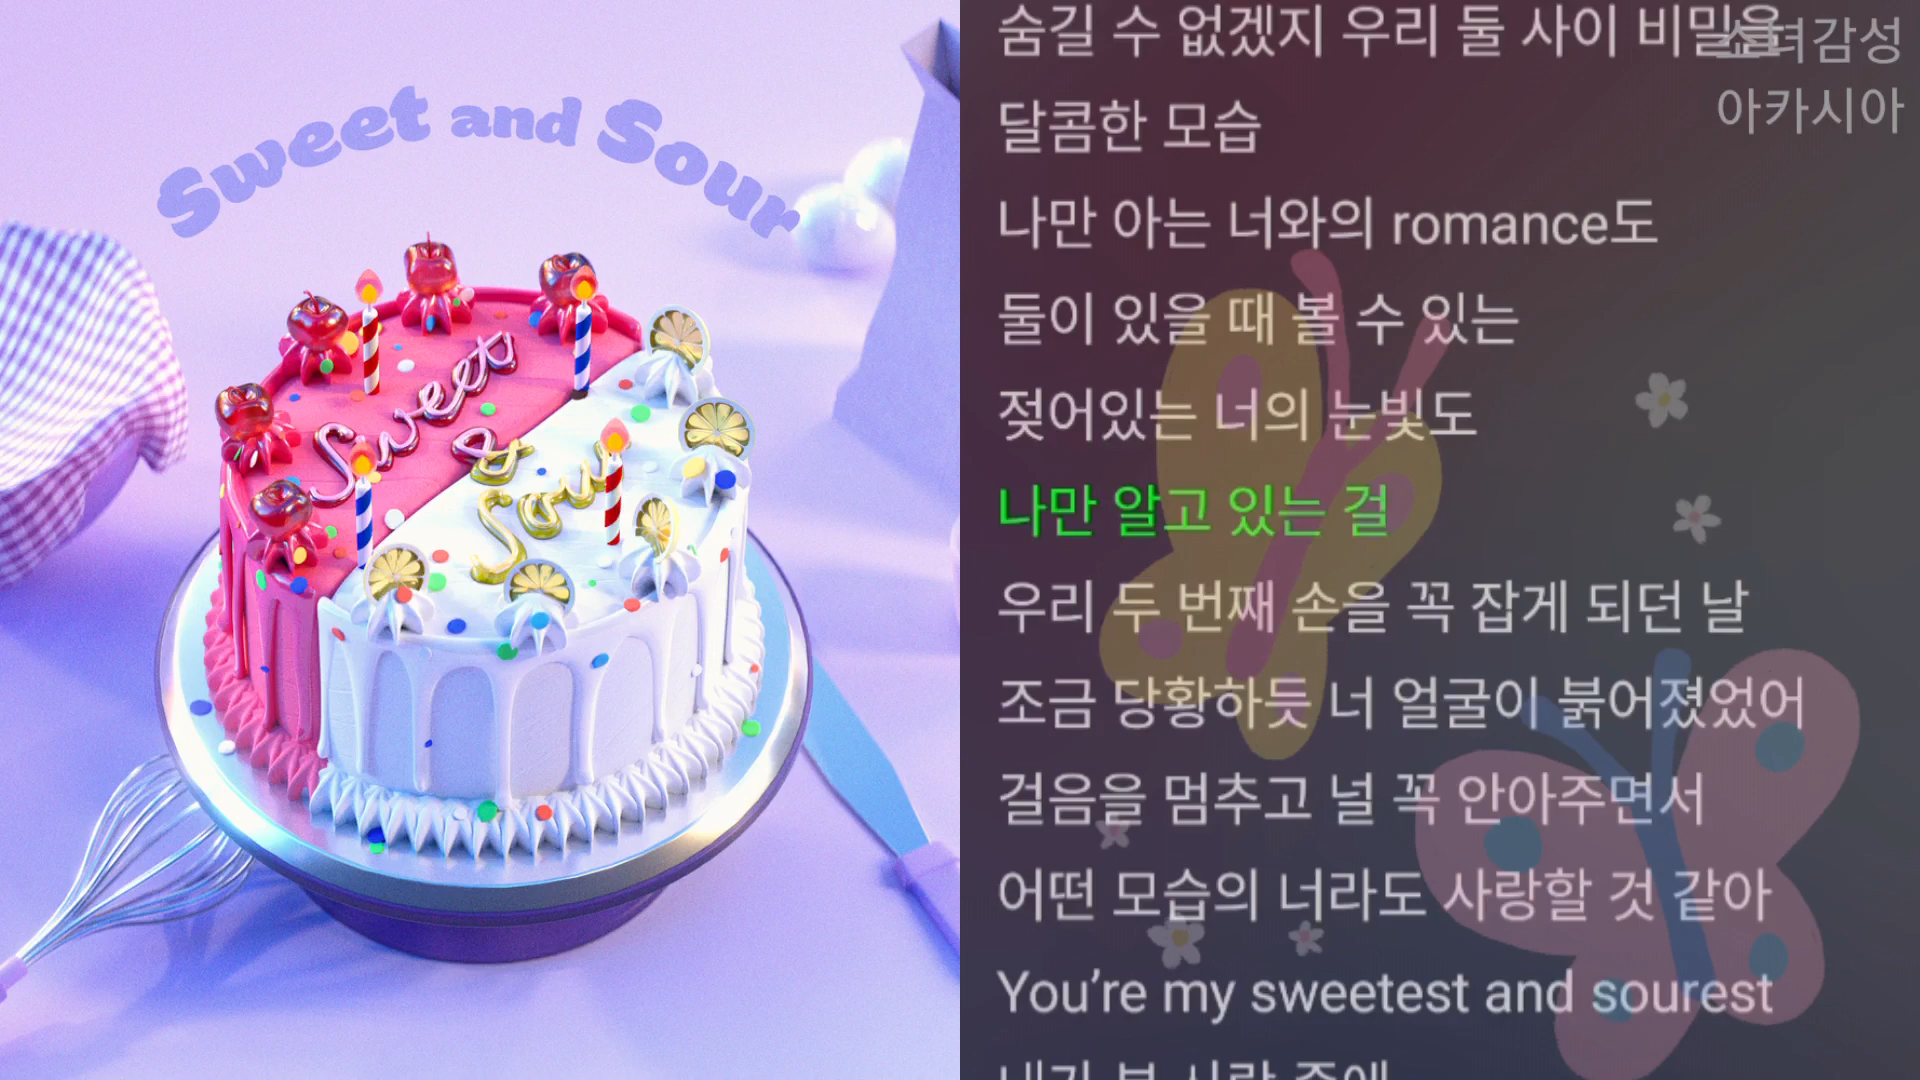 Sweet and Sour
Sweet
&
Sour
숨길 수 없겠지 우리 둘 사이 비밀을
소녀감성
아카시아
달콤한 모습
나만 아는 너와의 romance도
둘이 있을 때 볼 수 있는
젖어있는 너의 눈빛도
나만 알고 있는 걸
우리 두 번째 손을 꼭 잡게 되던 날
조금 당황하듯 너 얼굴이 붉어졌었어
걸음을 멈추고 널 꼭 안아주면서
어떤 모습의 너라도 사랑할 것 같아
You’re my sweetest and sourest